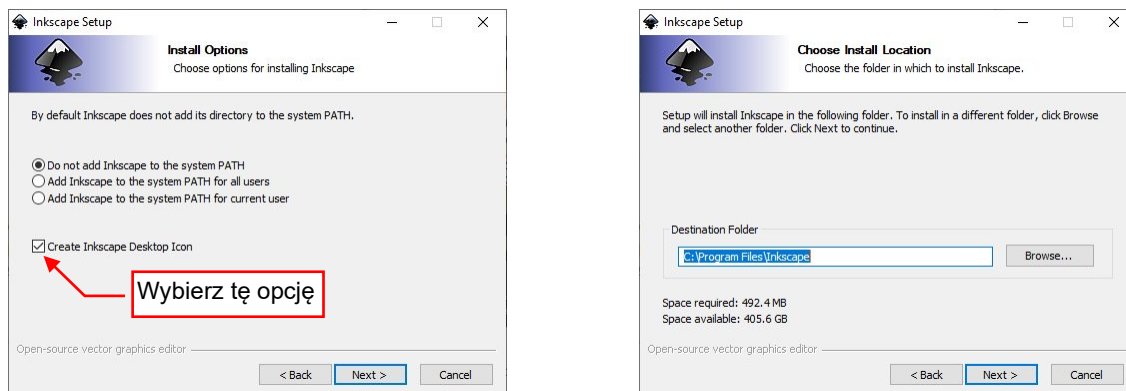 Inkscape Setup
Install Options
Choose options for installing Inkscape
By default Inkscape does not add its directory to the system PATH.
Do not add Inkscape to the system PATH
Add Inkscape to the system PATH for all users
Add Inkscape to the system PATH for current user
Create Inkscape Desktop Icon
Wybierz tę opcję
Open-source vector graphics editor
< Back Next > Cancel
Inkscape Setup
Choose Install Location
Choose the folder in which to install Inkscape.
Setup will install Inkscape in the following folder. To install in a different folder, click Browse
and select another folder. Click Next to continue.
Destination Folder
C:\Program Files\Inkscape Browse...
Space required: 492.4 MB
Space available: 405.6 GB
Open-source vector graphics editor
< Back Next > Cancel